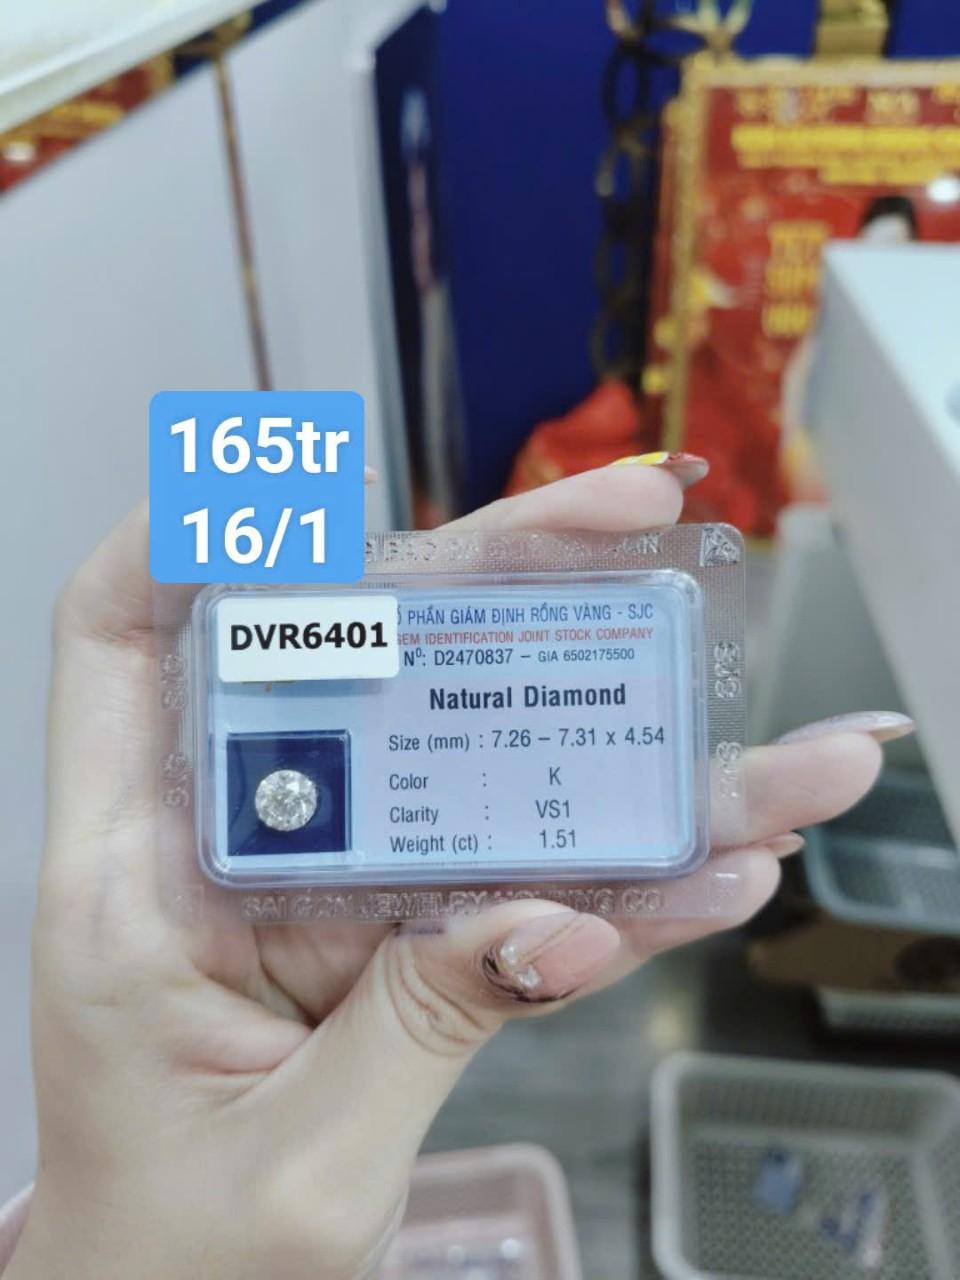 165tr
16/1
DVR6401
PHẦN GIÁM ĐỊNH RỒNG VÀNG - SJC
GEM IDENTIFICATION JOINT STOCK COMPANY
Nº: D2470837 – GIA 6502175500
Natural Diamond
Size (mm) : 7.26 – 7.31 x 4.54
Color : K
Clarity : VS1
Weight (ct) : 1.51
SAIGON JEWELRY HOLDING CO